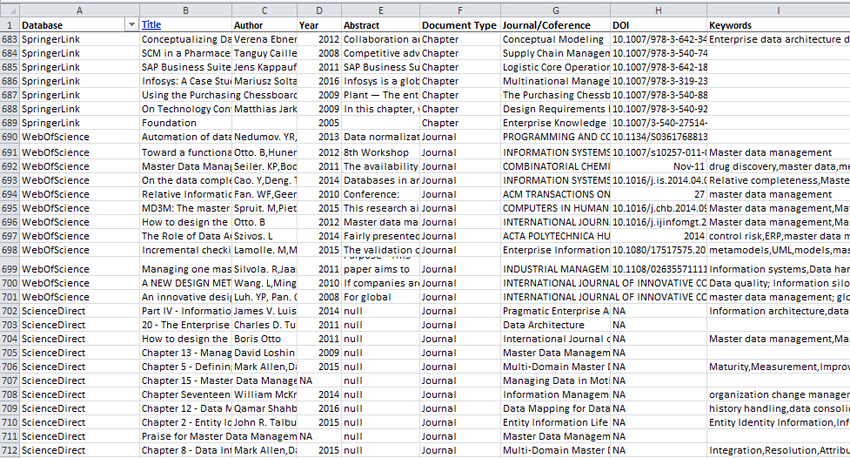 A B C D E F G H I
1 Database Title Author Year Abstract Document Type Journal/Coference DOI Keywords
683 SpringerLink Conceptualizing Da Verena Ebner 2012 Collaboration ac Chapter Conceptual Modeling 10.1007/978-3-642-34 Enterprise data architecture d
684 SpringerLink SCM in a Pharmace Tanguy Caille 2008 Competitive adv Chapter Supply Chain Managem 10.1007/978-3-540-74
685 SpringerLink SAP Business Suite Jens Kappauf 2011 SAP Business Su Chapter Logistic Core Operation 10.1007/978-3-642-18
686 SpringerLink Infosys: A Case Stu Mariusz Solta 2016 Infosys is a glob Chapter Multinational Manage 10.1007/978-3-319-23
687 SpringerLink Using the Purchasing Chessboard 2009 Plant — The ent Chapter The Purchasing Chessb 10.1007/978-3-540-88
688 SpringerLink On Technology Con Matthias Jark 2009 In this chapter, Chapter Design Requirements 10.1007/978-3-540-92
689 SpringerLink Foundation 2005 Chapter Enterprise Knowledge 10.1007/3-540-27514-
690 WebOfScience Automation of data Nedumov. YR, 2013 Data normalizat Journal PROGRAMMING AND CO 10.1134/S0361768813
691 WebOfScience Toward a functiona Otto. B,Huner 2012 8th Workshop Journal INFORMATION SYSTEMS 10.1007/s10257-011- Master data management
692 WebOfScience Master Data Mana Seiler. KP,Bod 2011 The availability Journal COMBINATORIAL CHEMI Nov-11 drug discovery,master data,me
693 WebOfScience On the data comple Cao. Y,Deng. T 2014 Databases in ar Journal INFORMATION SYSTEMS 10.1016/j.is.2014.04.0 Relative completeness,Maste
694 WebOfScience Relative Informatic Fan. WF,Geer 2010 Conference: Journal ACM TRANSACTIONS ON 27 master data management
695 WebOfScience MD3M: The master Spruit. M,Piet 2015 This research ai Journal COMPUTERS IN HUMAN 10.1016/j.chb.2014.09 Master data management,Mas
696 WebOfScience How to design the Otto. B 2012 Master data ma Journal INTERNATIONAL JOURN 10.1016/j.ijinfomgt.2 Master data management,Mas
697 WebOfScience The Role of Data Au Szivos. L 2014 Fairly presented Journal ACTA POLYTECHNICA HU 2014 control risk,ERP,master data m
698 WebOfScience Incremental checki Lamolle. M,M 2015 The validation o Journal Enterprise Information 10.1080/17517575.20 metamodels,UML,models,mas
699 WebOfScience Managing one mas Silvola. R,Jaa 2011 paper aims to Journal INDUSTRIAL MANAGEM 10.1108/02635571111 Information systems,Data har
700 WebOfScience A NEW DESIGN MET Wang. L,Ming 2010 If companies are Journal INTERNATIONAL JOURNAL OF INNOVATIVE CO Data quality; Information silo
701 WebOfScience An innovative desi Luh. YP, Pan. C 2008 For global Journal INTERNATIONAL JOURNAL OF INNOVATIVE CO master data management; glo
702 ScienceDirect Part IV - Informatio James V. Luis 2014 null Journal Pragmatic Enterprise A NA Information architecture,data
703 ScienceDirect 20 - The Enterprise Charles D. Tu 2011 null Journal Data Architecture NA
704 ScienceDirect How to design the Boris Otto 2011 null Journal International Journal o NA Master data management,Mas
705 ScienceDirect Chapter 13 - Manag David Loshin 2009 null Journal Master Data Managem NA
706 ScienceDirect Chapter 5 - Definin Mark Allen,Da 2015 null Journal Multi-Domain Master D NA Maturity,Measurement,Improv
707 ScienceDirect Chapter 15 - Master Data Manage NA null Journal Managing Data in Moti NA
708 ScienceDirect Chapter Seventeen William McKr 2014 null Journal Information Managem NA organization change manager
709 ScienceDirect Chapter 12 - Data M Qamar Shahb 2016 null Journal Data Mapping for Data NA history handling,data consolid
710 ScienceDirect Chapter 2 - Entity Ic John R. Talbu 2015 null Journal Entity Information Life NA Entity Identity Information,Inf
711 ScienceDirect Praise for Master Data Managem NA null Journal Master Data Managem NA
712 ScienceDirect Chapter 8 - Data Int Mark Allen,Da 2015 null Journal Multi-Domain Master D NA Integration,Resolution,Attribu